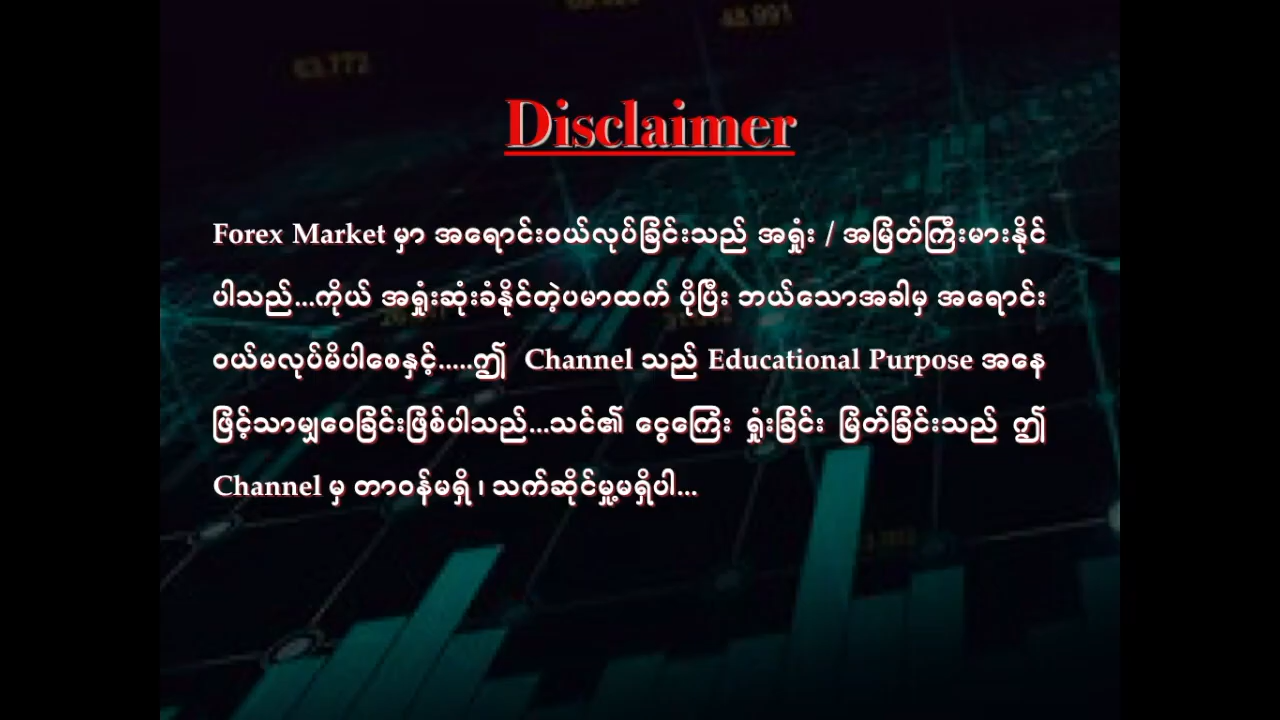 63.772
48.991
Disclaimer
Forex Market မှာ အရောင်းဝယ်လုပ်ခြင်းသည် အရှုံး / အမြတ်ကြီးမားနိုင်
ပါသည်...ကိုယ် အရှုံးဆုံးခံနိုင်တဲ့ပမာထက် ပိုပြီး ဘယ်သောအခါမှ အရောင်း
ဝယ်မလုပ်မိပါစေနှင့်.....ဤ Channel သည် Educational Purpose အနေ
ဖြင့်သာမျှဝေခြင်းဖြစ်ပါသည်...သင်၏ ငွေကြေး ရှုံးခြင်း မြတ်ခြင်းသည် ဤ
Channel မှ တာဝန်မရှိ ၊ သက်ဆိုင်မှု့မရှိပါ...